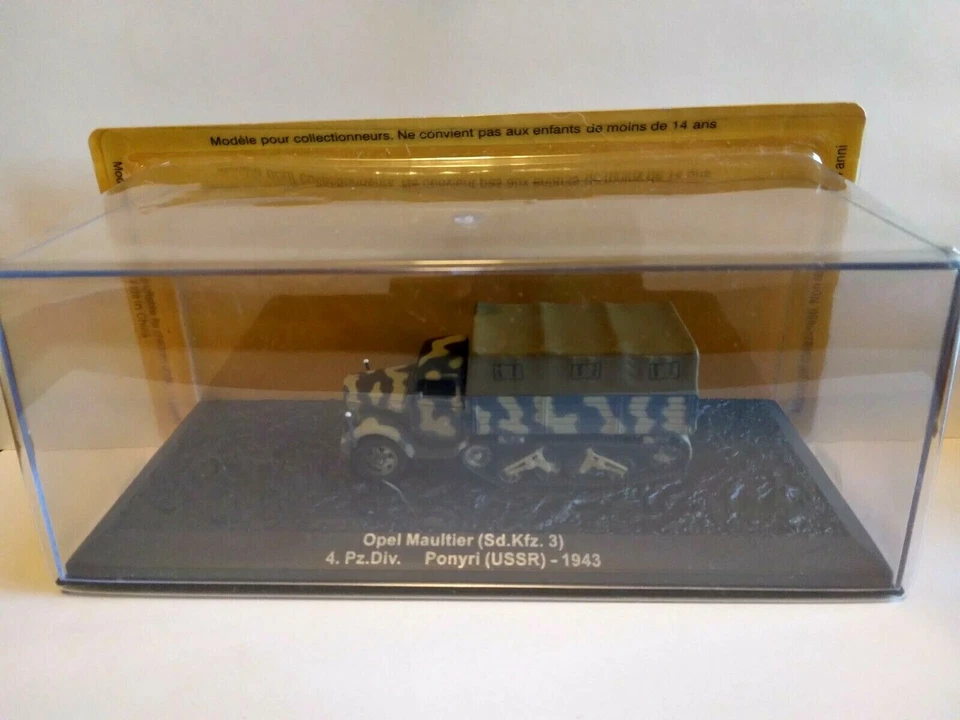 Modèle pour collectionneurs. Ne convient pas aux enfants de moins de 14 ans
anni
Opel Maultier (Sd.Kfz. 3)
4. Pz.Div. Ponyri (USSR) - 1943